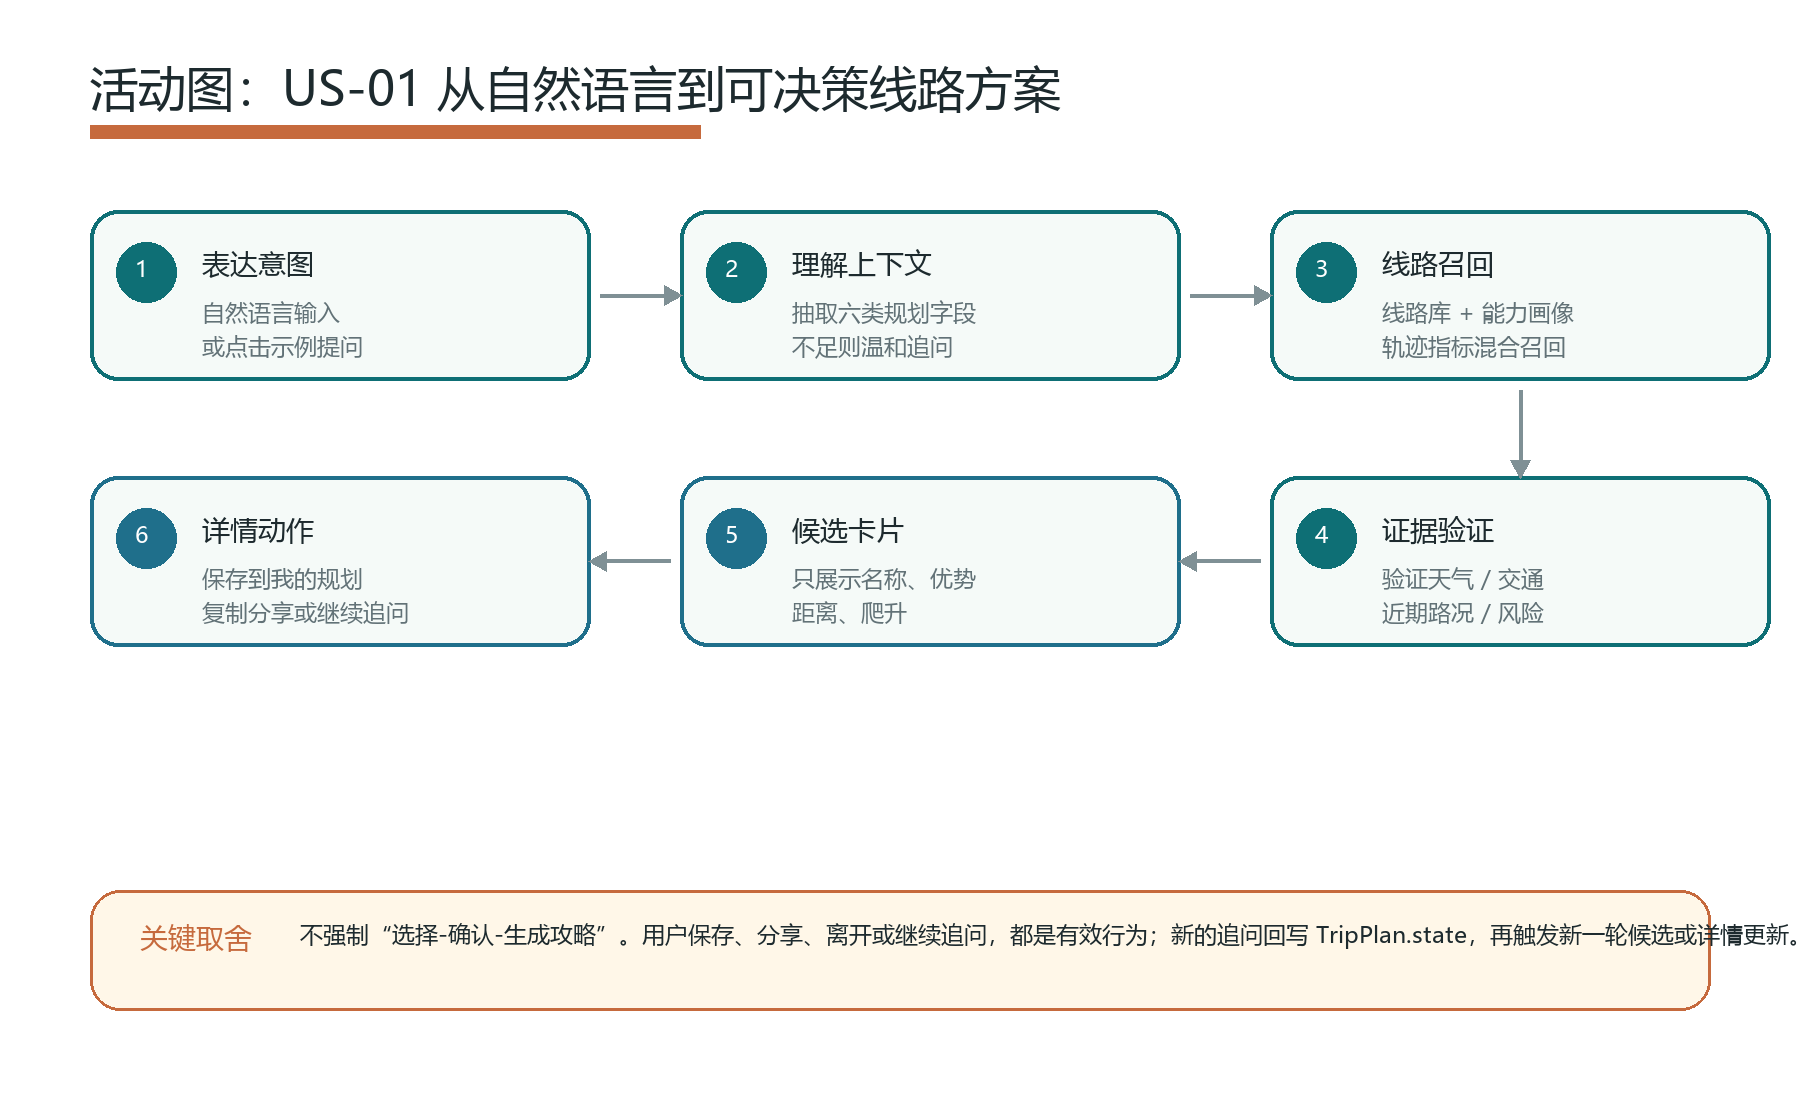 活动图：US-01 从自然语言到可决策线路方案
1
表达意图
自然语言输入
或点击示例提问
2
理解上下文
抽取六类规划字段
不足则温和追问
3
线路召回
线路库 + 能力画像
轨迹指标混合召回
4
证据验证
验证天气 / 交通
近期路况 / 风险
5
候选卡片
只展示名称、优势
距离、爬升
6
详情动作
保存到我的规划
复制分享或继续追问
关键取舍
不强制“选择-确认-生成攻略”。用户保存、分享、离开或继续追问，都是有效行为；新的追问回写 TripPlan.state，再触发新一轮候选或详情更新。